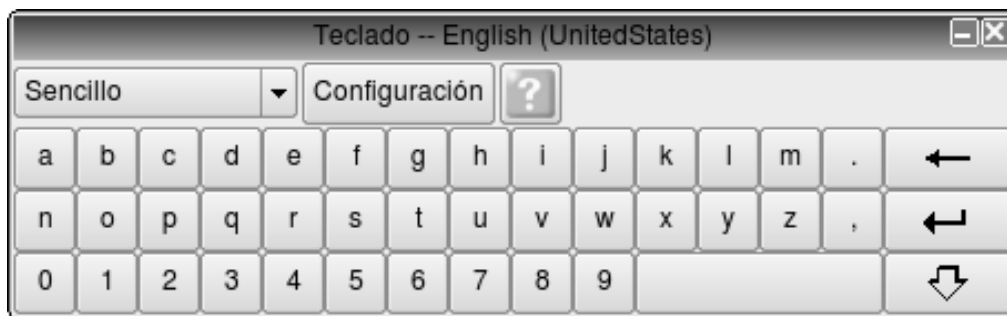 Teclado -- English (UnitedStates)
Sencillo Configuración ?
a b c d e f g h i j k l m .
n o p q r s t u v w x y z ,
0 1 2 3 4 5 6 7 8 9